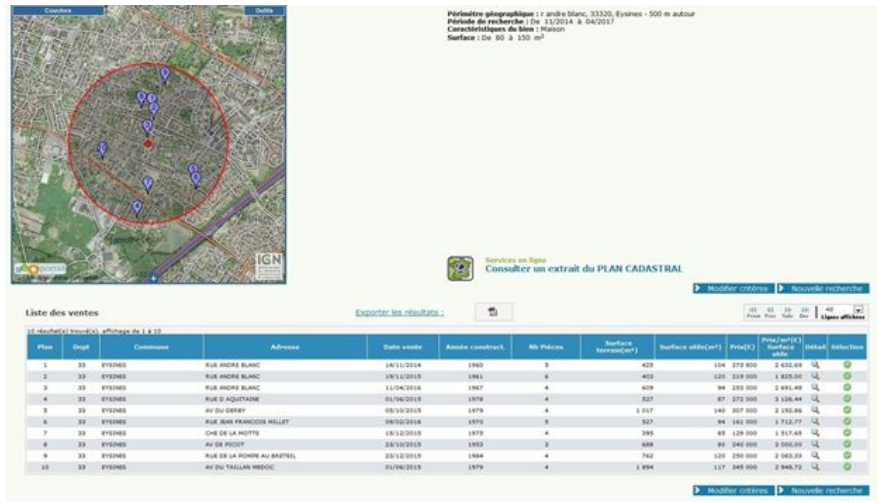 Couches
Outils
Périmètre géographique : r andre blanc, 33320, Eysines - 500 m autour
Période de recherche : De 11/2014 à 04/2017
Caractéristiques du bien : Maison
Surface : De 80 à 150 m²
IGN
Services en ligne
Consulter un extrait du PLAN CADASTRAL
Modifier critères Nouvelle recherche
Liste des ventes Exporter les résultats : 40
Lignes affichées
10 résultat(s) trouvé(s), affichage de 1 à 10
Plan Dept Commune Adresse Date vente Année construct. Nb Pièces Surface terrain(m²) Surface utile(m²) Prix(€) Prix/m²(€) Surface utile Détail Sélection
1 33 EYSINES RUE ANDRE BLANC 14/11/2014 1960 5 425 104 273 800 2 632,69
2 33 EYSINES RUE ANDRE BLANC 1961 6 402 120 219 000 1 825,00
3 33 EYSINES RUE ANDRE BLANC 11/04/2016 1967 4 609 94 253 000 2 691,49
4 33 EYSINES RUE D AQUITAINE 01/06/2015 1978 4 527 87 272 000 3 126,44
5 33 EYSINES AV DU DERBY 05/10/2015 1979 4 1 017 140 307 000 2 192,86
6 33 EYSINES RUE JEAN FRANCOIS MILLET 09/02/2016 1970 5 527 94 161 000 1 712,77
7 33 EYSINES CHE DE LA MOTTE 15/12/2015 1975 4 395 85 129 000 1 517,65
8 33 EYSINES AV DE PICOT 1953 3 688 80 240 000 3 000,00
9 33 EYSINES RUE DE LA POMPE AU BRETEIL 1984 4 762 120 250 000 2 083,33
10 33 EYSINES AV DU TAILLAN MEDOC 01/06/2015 1979 4 1 894 117 345 000 2 948,72
Modifier critères Nouvelle recherche